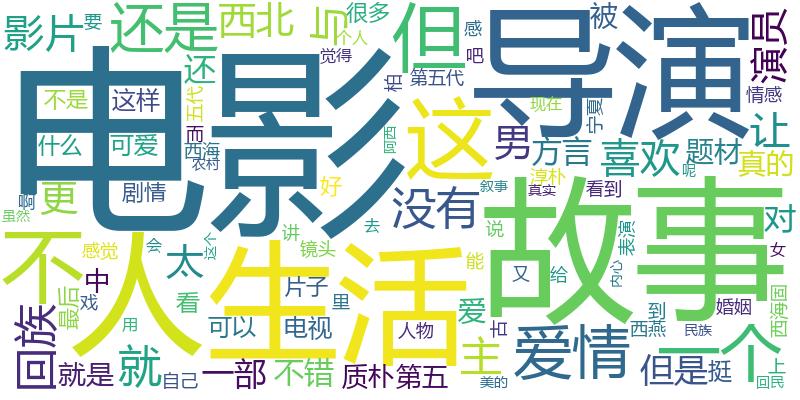 影片
还是
西北
与
但
很多
要
个人
觉得
感
吧
导演
被
演员
电影
还
柏
第五代
这
不是
这样
五代
而
什么
可爱
西海
农村
阿西
男
现在
宁夏
情感
让
方言
喜欢
题材
真的
更
啊
剧情
好
没有
叙事
淳朴
真实
看到
呢
虽然
不
人
感觉
会
这个
讲
镜头
去
生活
说
故事
表演
对
女
太
中
最后
戏
看
片子
里
能
又
给
内心
到
婚姻
西海固
回族
用
可以
电视
人物
爱
主
吉
爱情
西燕
民族
一个
上
就是
就
自己
一部
不错
质朴
第五
美的
但是
挺
回民